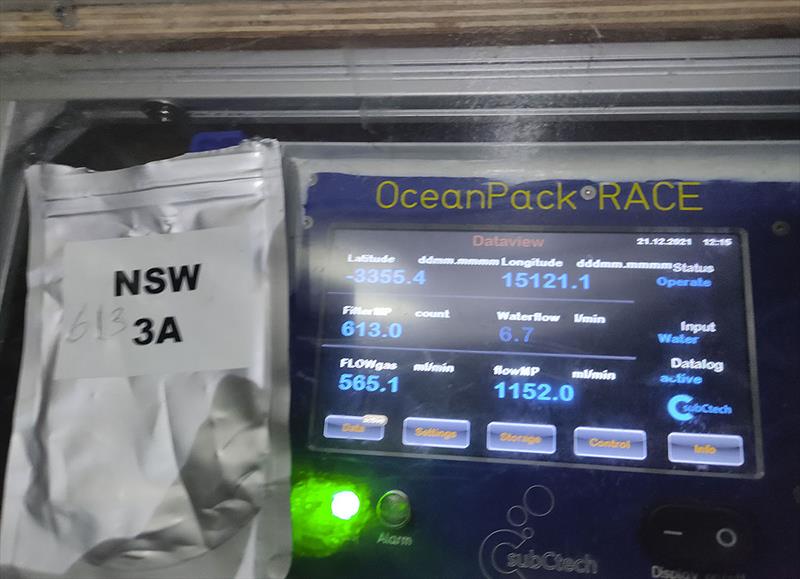 OceanPack RACE
NSW
613 3A
Dataview 21.12.2021 12:15
Latitude ddmm.mmmm Longitude dddmm.mmmm Status
-3355.4 15121.1 Operate
FilterMP count Waterflow l/min Input
613.0 6.7 Water
FLOWgas ml/min flowMP ml/min Datalog
565.1 1152.0 active
subCtech
Data active Settings Storage Control Info
Alarm
subCtech
Display